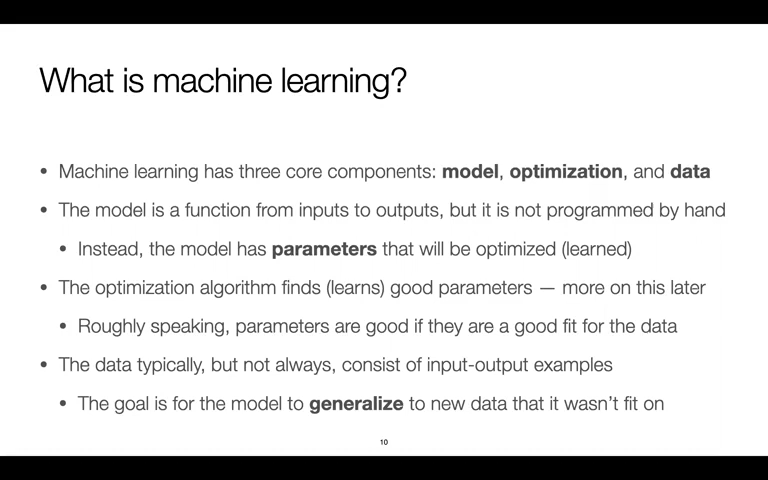 What is machine learning?
• Machine learning has three core components: model, optimization, and data
• The model is a function from inputs to outputs, but it is not programmed by hand
• Instead, the model has parameters that will be optimized (learned)
• The optimization algorithm finds (learns) good parameters — more on this later
• Roughly speaking, parameters are good if they are a good fit for the data
• The data typically, but not always, consist of input-output examples
• The goal is for the model to generalize to new data that it wasn’t fit on
10